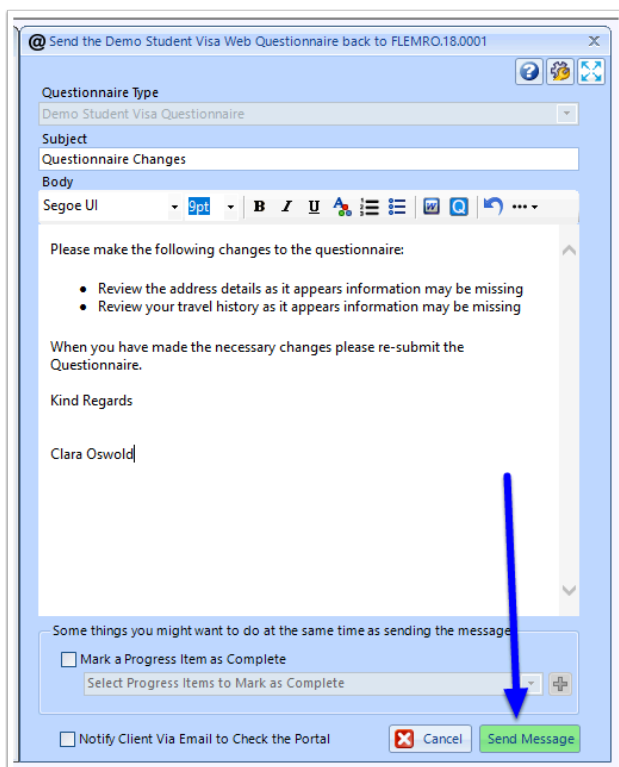 @ Send the Demo Student Visa Web Questionnaire back to FLEMRO.18.0001 X
?
Questionnaire Type
Demo Student Visa Questionnaire
Subject
Questionnaire Changes
Body
Segoe UI 9pt B I U A W Q ...
Please make the following changes to the questionnaire:
• Review the address details as it appears information may be missing
• Review your travel history as it appears information may be missing
When you have made the necessary changes please re-submit the
Questionnaire.
Kind Regards
Clara Oswold
Some things you might want to do at the same time as sending the message
Mark a Progress Item as Complete
Select Progress Items to Mark as Complete
Notify Client Via Email to Check the Portal Cancel Send Message